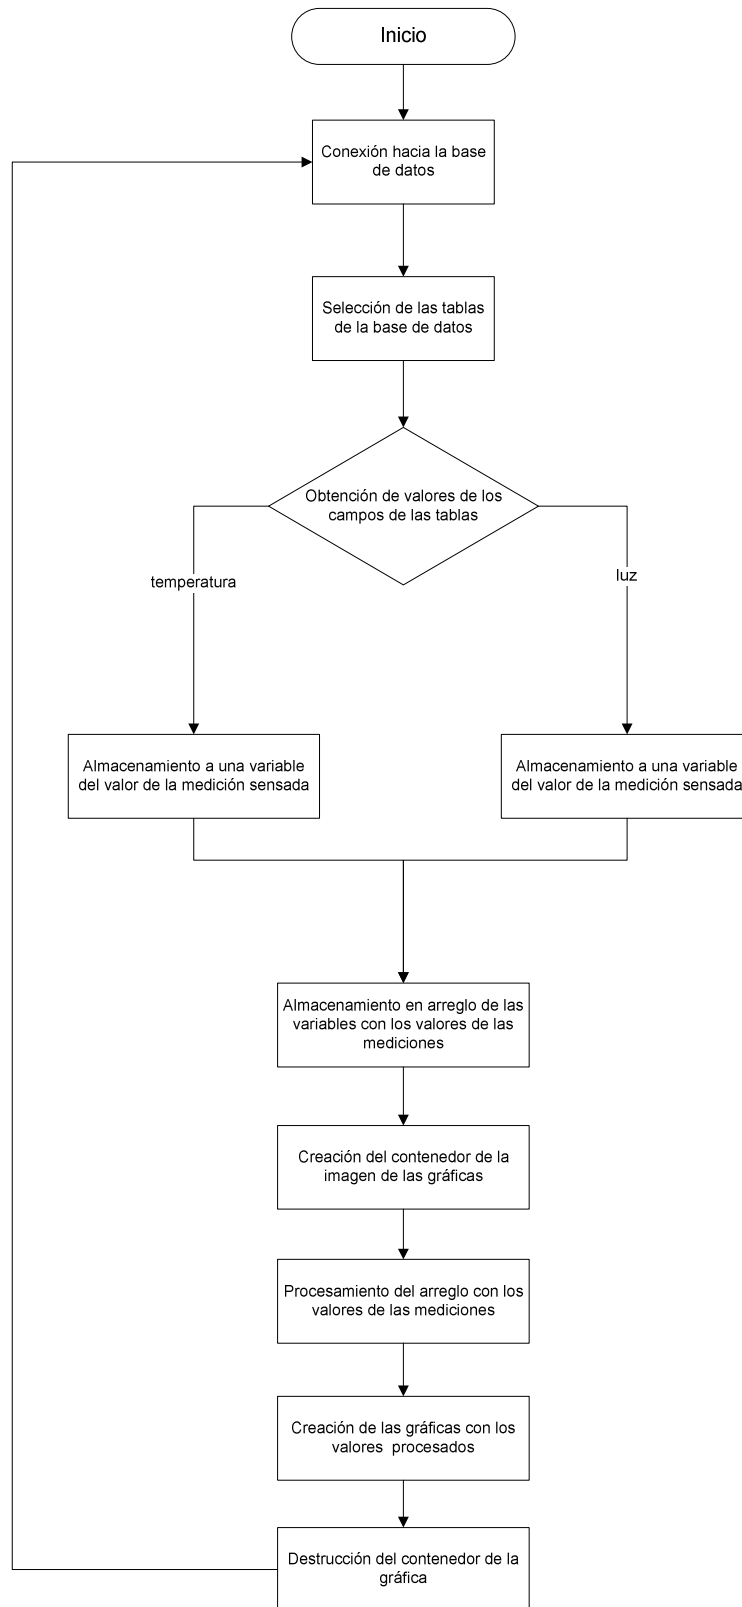 Inicio
Conexión hacia la base
de datos
Selección de las tablas
de la base de datos
Obtención de valores de los
campos de las tablas
temperatura
luz
Almacenamiento a una variable
del valor de la medición sensada
Almacenamiento a una variable
del valor de la medición sensada
Almacenamiento en arreglo de las
variables con los valores de las
mediciones
Creación del contenedor de la
imagen de las gráficas
Procesamiento del arreglo con los
valores de las mediciones
Creación de las gráficas con los
valores procesados
Destrucción del contenedor de la
gráfica